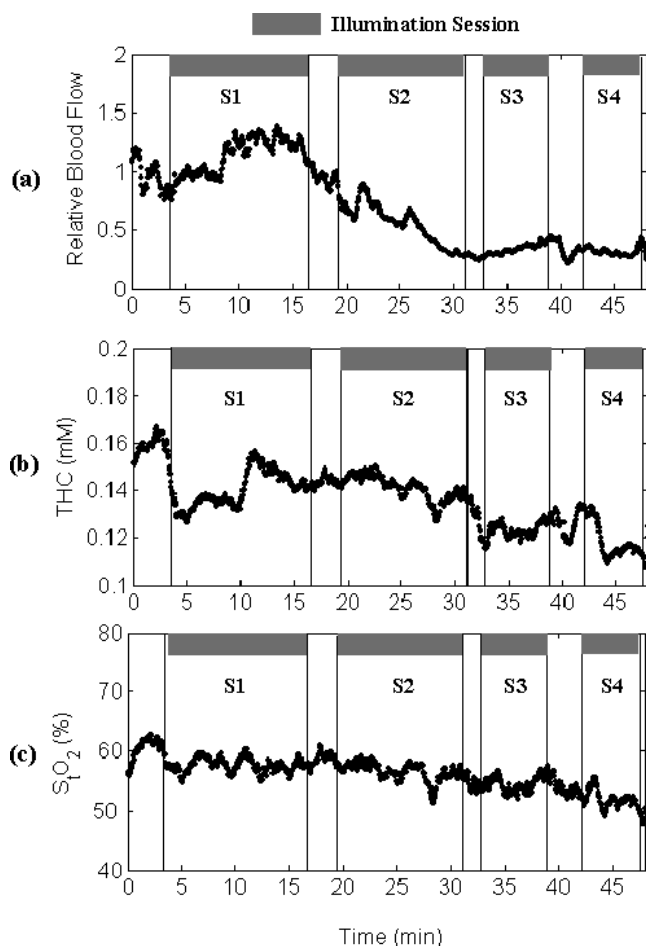 Illumination Session
(a)
Relative Blood Flow
2
1.5
1
0.5
0
S1
S2
S3
S4
0 5 10 15 20 25 30 35 40 45
(b)
THC (mM)
0.2
0.18
0.16
0.14
0.12
0.1
S1
S2
S3
S4
0 5 10 15 20 25 30 35 40 45
(c)
StO2 (%)
80
70
60
50
40
S1
S2
S3
S4
0 5 10 15 20 25 30 35 40 45
Time (min)